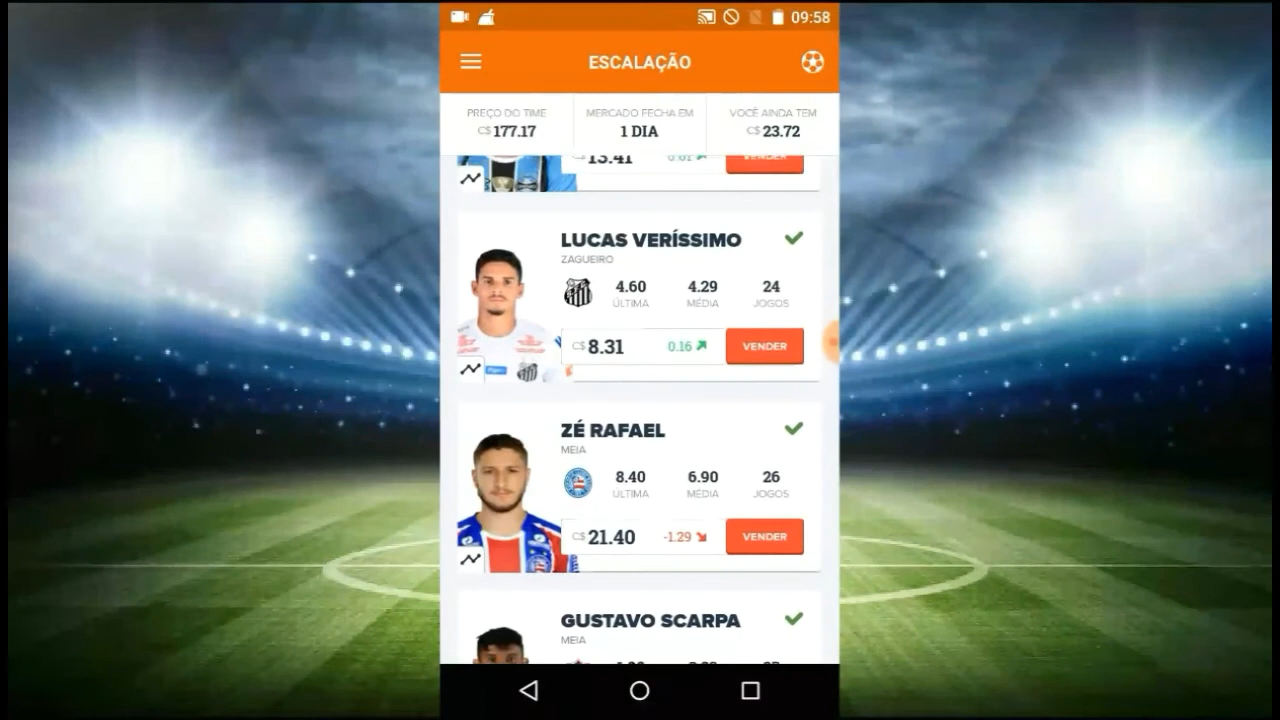 09:58
ESCALAÇÃO
PREÇO DO TIME
MERCADO FECHA EM
VOCÊ AINDA TEM
C$ 177.17
1 DIA
C$ 23.72
13.41
VENDER
LUCAS VERÍSSIMO
ZAGUEIRO
4.60
4.29
24
ÚLTIMA
MÉDIA
JOGOS
C$ 8.31
0.16
VENDER
ZÉ RAFAEL
MEIA
8.40
6.90
26
ÚLTIMA
MÉDIA
JOGOS
C$ 21.40
-1.29
VENDER
GUSTAVO SCARPA
MEIA